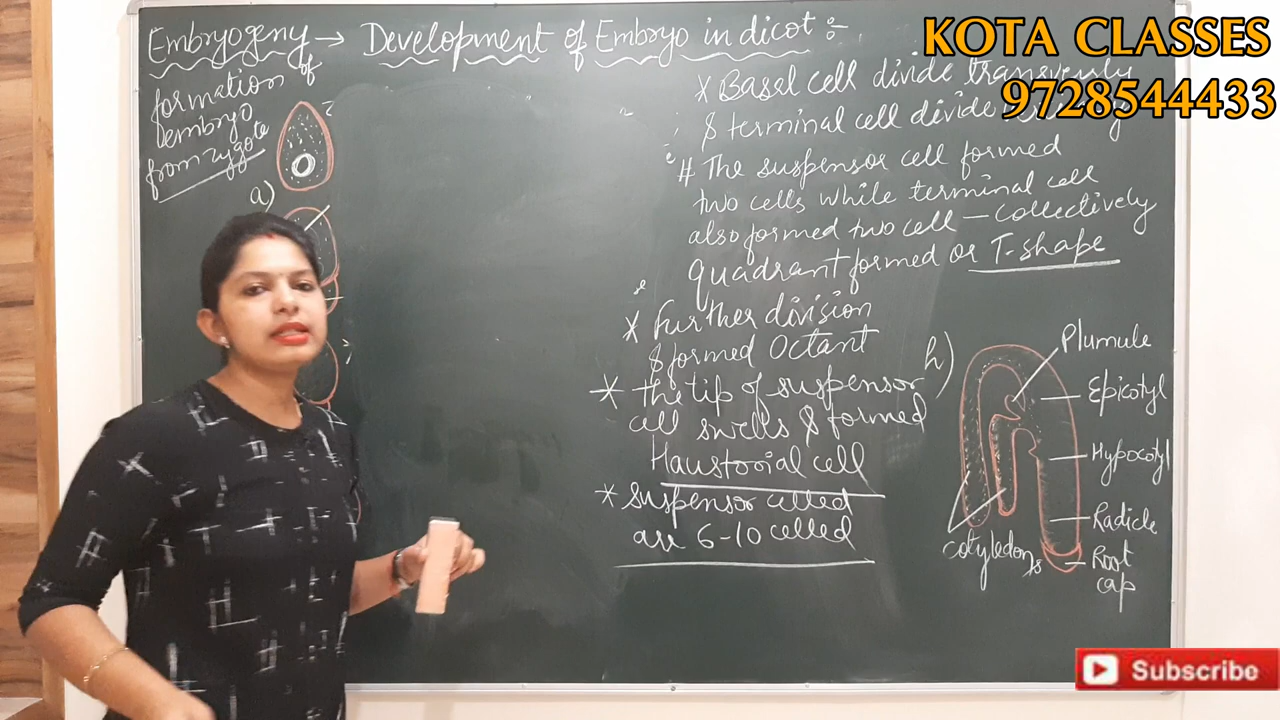 Embryogeny → Development of Embryo in dicot :-
formation of
embryo
from zygote
a)
KOTA CLASSES
9728544433
* Basal cell divide transversly
& terminal cell divide
# The suspensor cell formed
two cells while terminal cell
also formed two cell - Collectively
quadrant formed or T-shape
* further division
& formed Octant
* the tip of suspensor
cell swells & formed
Haustorial cell
* suspensor celled
are 6-10 celled
h)
Plumule
Epicotyl
Hypocotyl
Radicle
Cotyledons
Root
cap
Subscribe